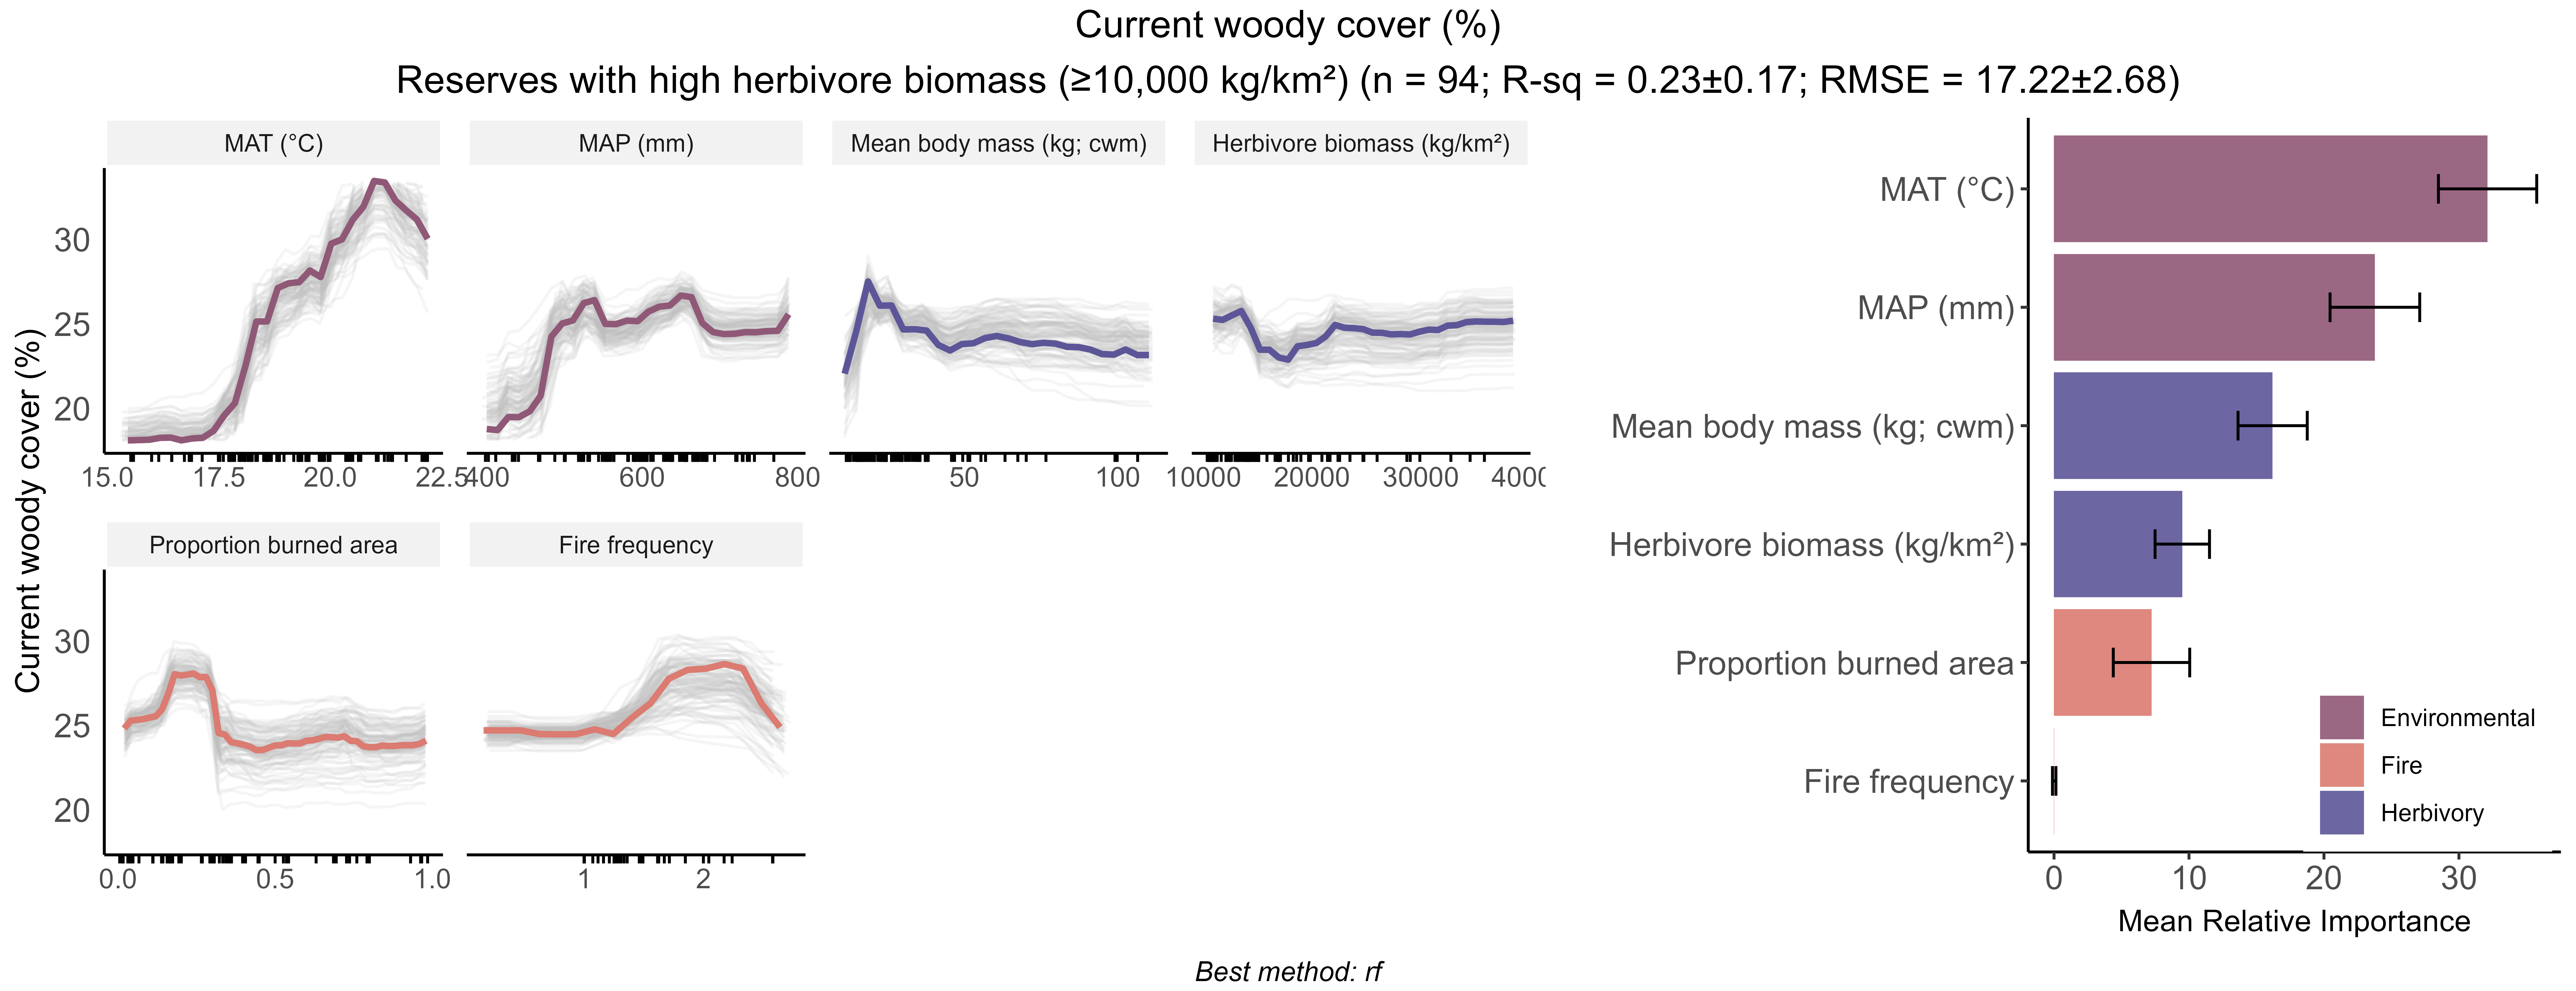 Current woody cover (%)
Reserves with high herbivore biomass (≥10,000 kg/km²) (n = 94; R-sq = 0.23±0.17; RMSE = 17.22±2.68)
Current woody cover (%)
MAT (°C)
MAP (mm)
Mean body mass (kg; cwm)
Herbivore biomass (kg/km²)
30
25
20
15.0 17.5 20.0 22.5
400 600 800
50 100
10000 20000 30000 4000
Proportion burned area
Fire frequency
30
25
20
0.0 0.5 1.0
1 2
MAT (°C)
MAP (mm)
Mean body mass (kg; cwm)
Herbivore biomass (kg/km²)
Proportion burned area
Fire frequency
Environmental
Fire
Herbivory
0 10 20 30
Mean Relative Importance
Best method: rf